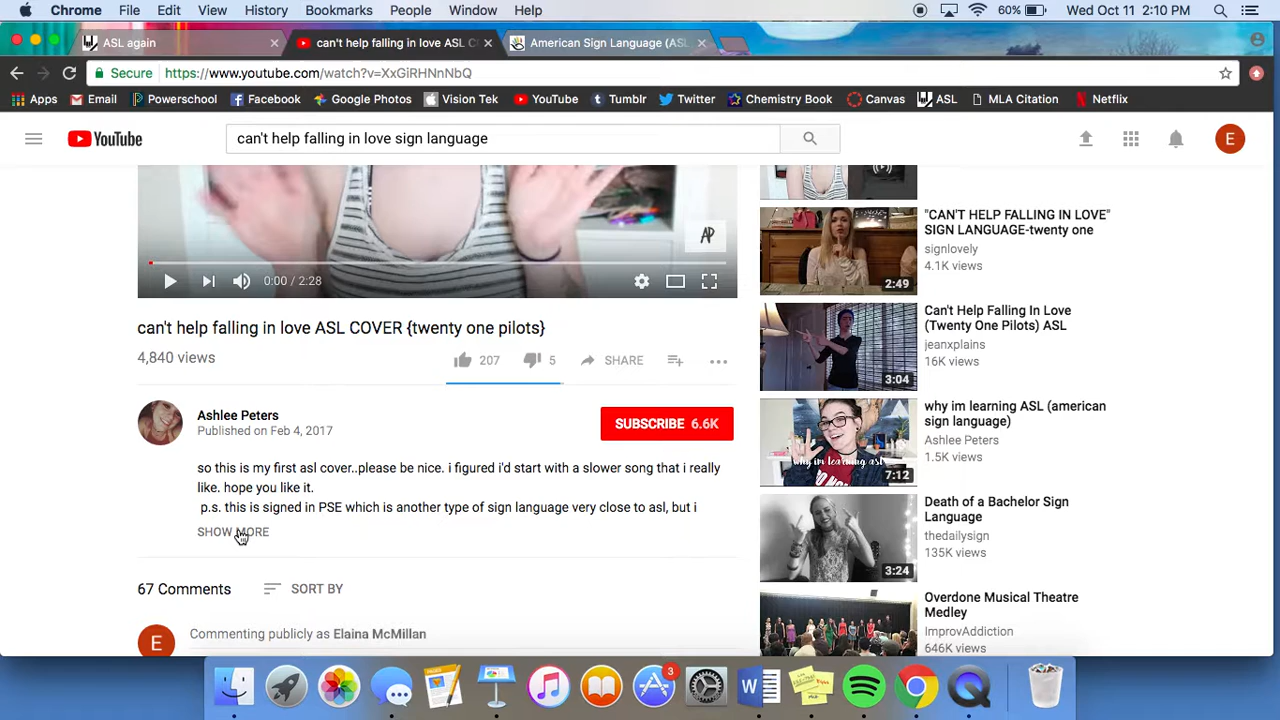 Chrome File Edit View History Bookmarks People Window Help 60% Wed Oct 11 2:10 PM
ASL again can't help falling in love ASL C American Sign Language (ASL
Secure https://www.youtube.com/watch?v=XxGiRHNnNbQ
Apps Email Powerschool Facebook Google Photos Vision Tek YouTube Tumblr Twitter Chemistry Book Canvas ASL MLA Citation Netflix
YouTube can't help falling in love sign language E
AP
0:00 / 2:28
can't help falling in love ASL COVER {twenty one pilots}
4,840 views
207 5 SHARE
Ashlee Peters
Published on Feb 4, 2017
SUBSCRIBE 6.6K
so this is my first asl cover..please be nice. i figured i'd start with a slower song that i really
like. hope you like it.
p.s. this is signed in PSE which is another type of sign language very close to asl, but i
SHOW MORE
67 Comments SORT BY
E Commenting publicly as Elaina McMillan
"CAN'T HELP FALLING IN LOVE"
SIGN LANGUAGE-twenty one
signlovely
4.1K views
2:49
Can't Help Falling In Love
(Twenty One Pilots) ASL
jeanxplains
16K views
3:04
why im learning ASL (american
sign language)
Ashlee Peters
1.5K views
why im learning asl
7:12
Death of a Bachelor Sign
Language
thedailysign
135K views
3:24
Overdone Musical Theatre
Medley
ImprovAddiction
646K views
3
W